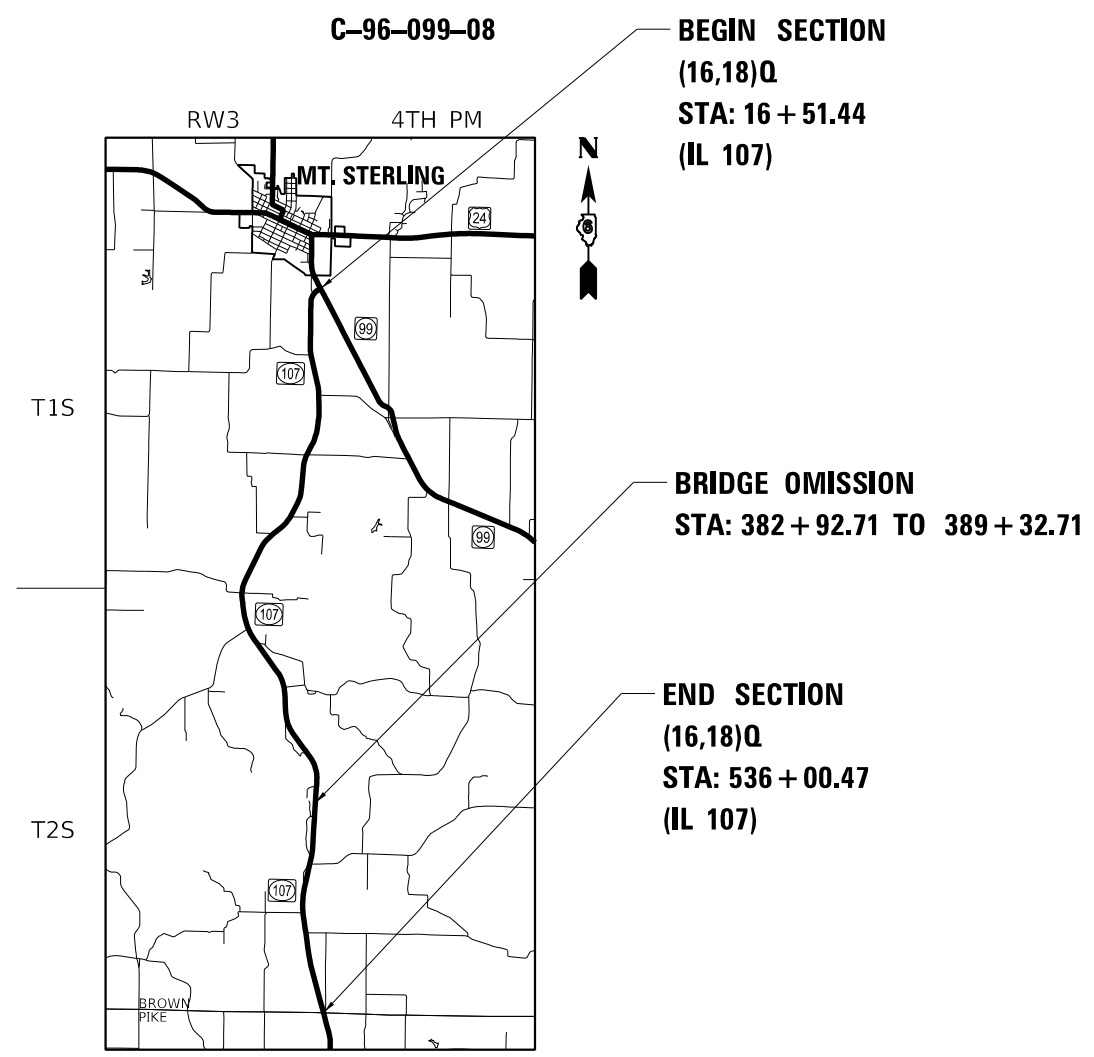 C–96–099–08
BEGIN SECTION
(16,18)Q
STA: 16 + 51.44
(IL 107)
RW3 4TH PM
N
6
MT. STERLING
24
99
107
T1S
BRIDGE OMISSION
STA: 382 + 92.71 TO 389 + 32.71
99
107
END SECTION
(16,18)Q
STA: 536 + 00.47
(IL 107)
T2S
107
BROWN
PIKE